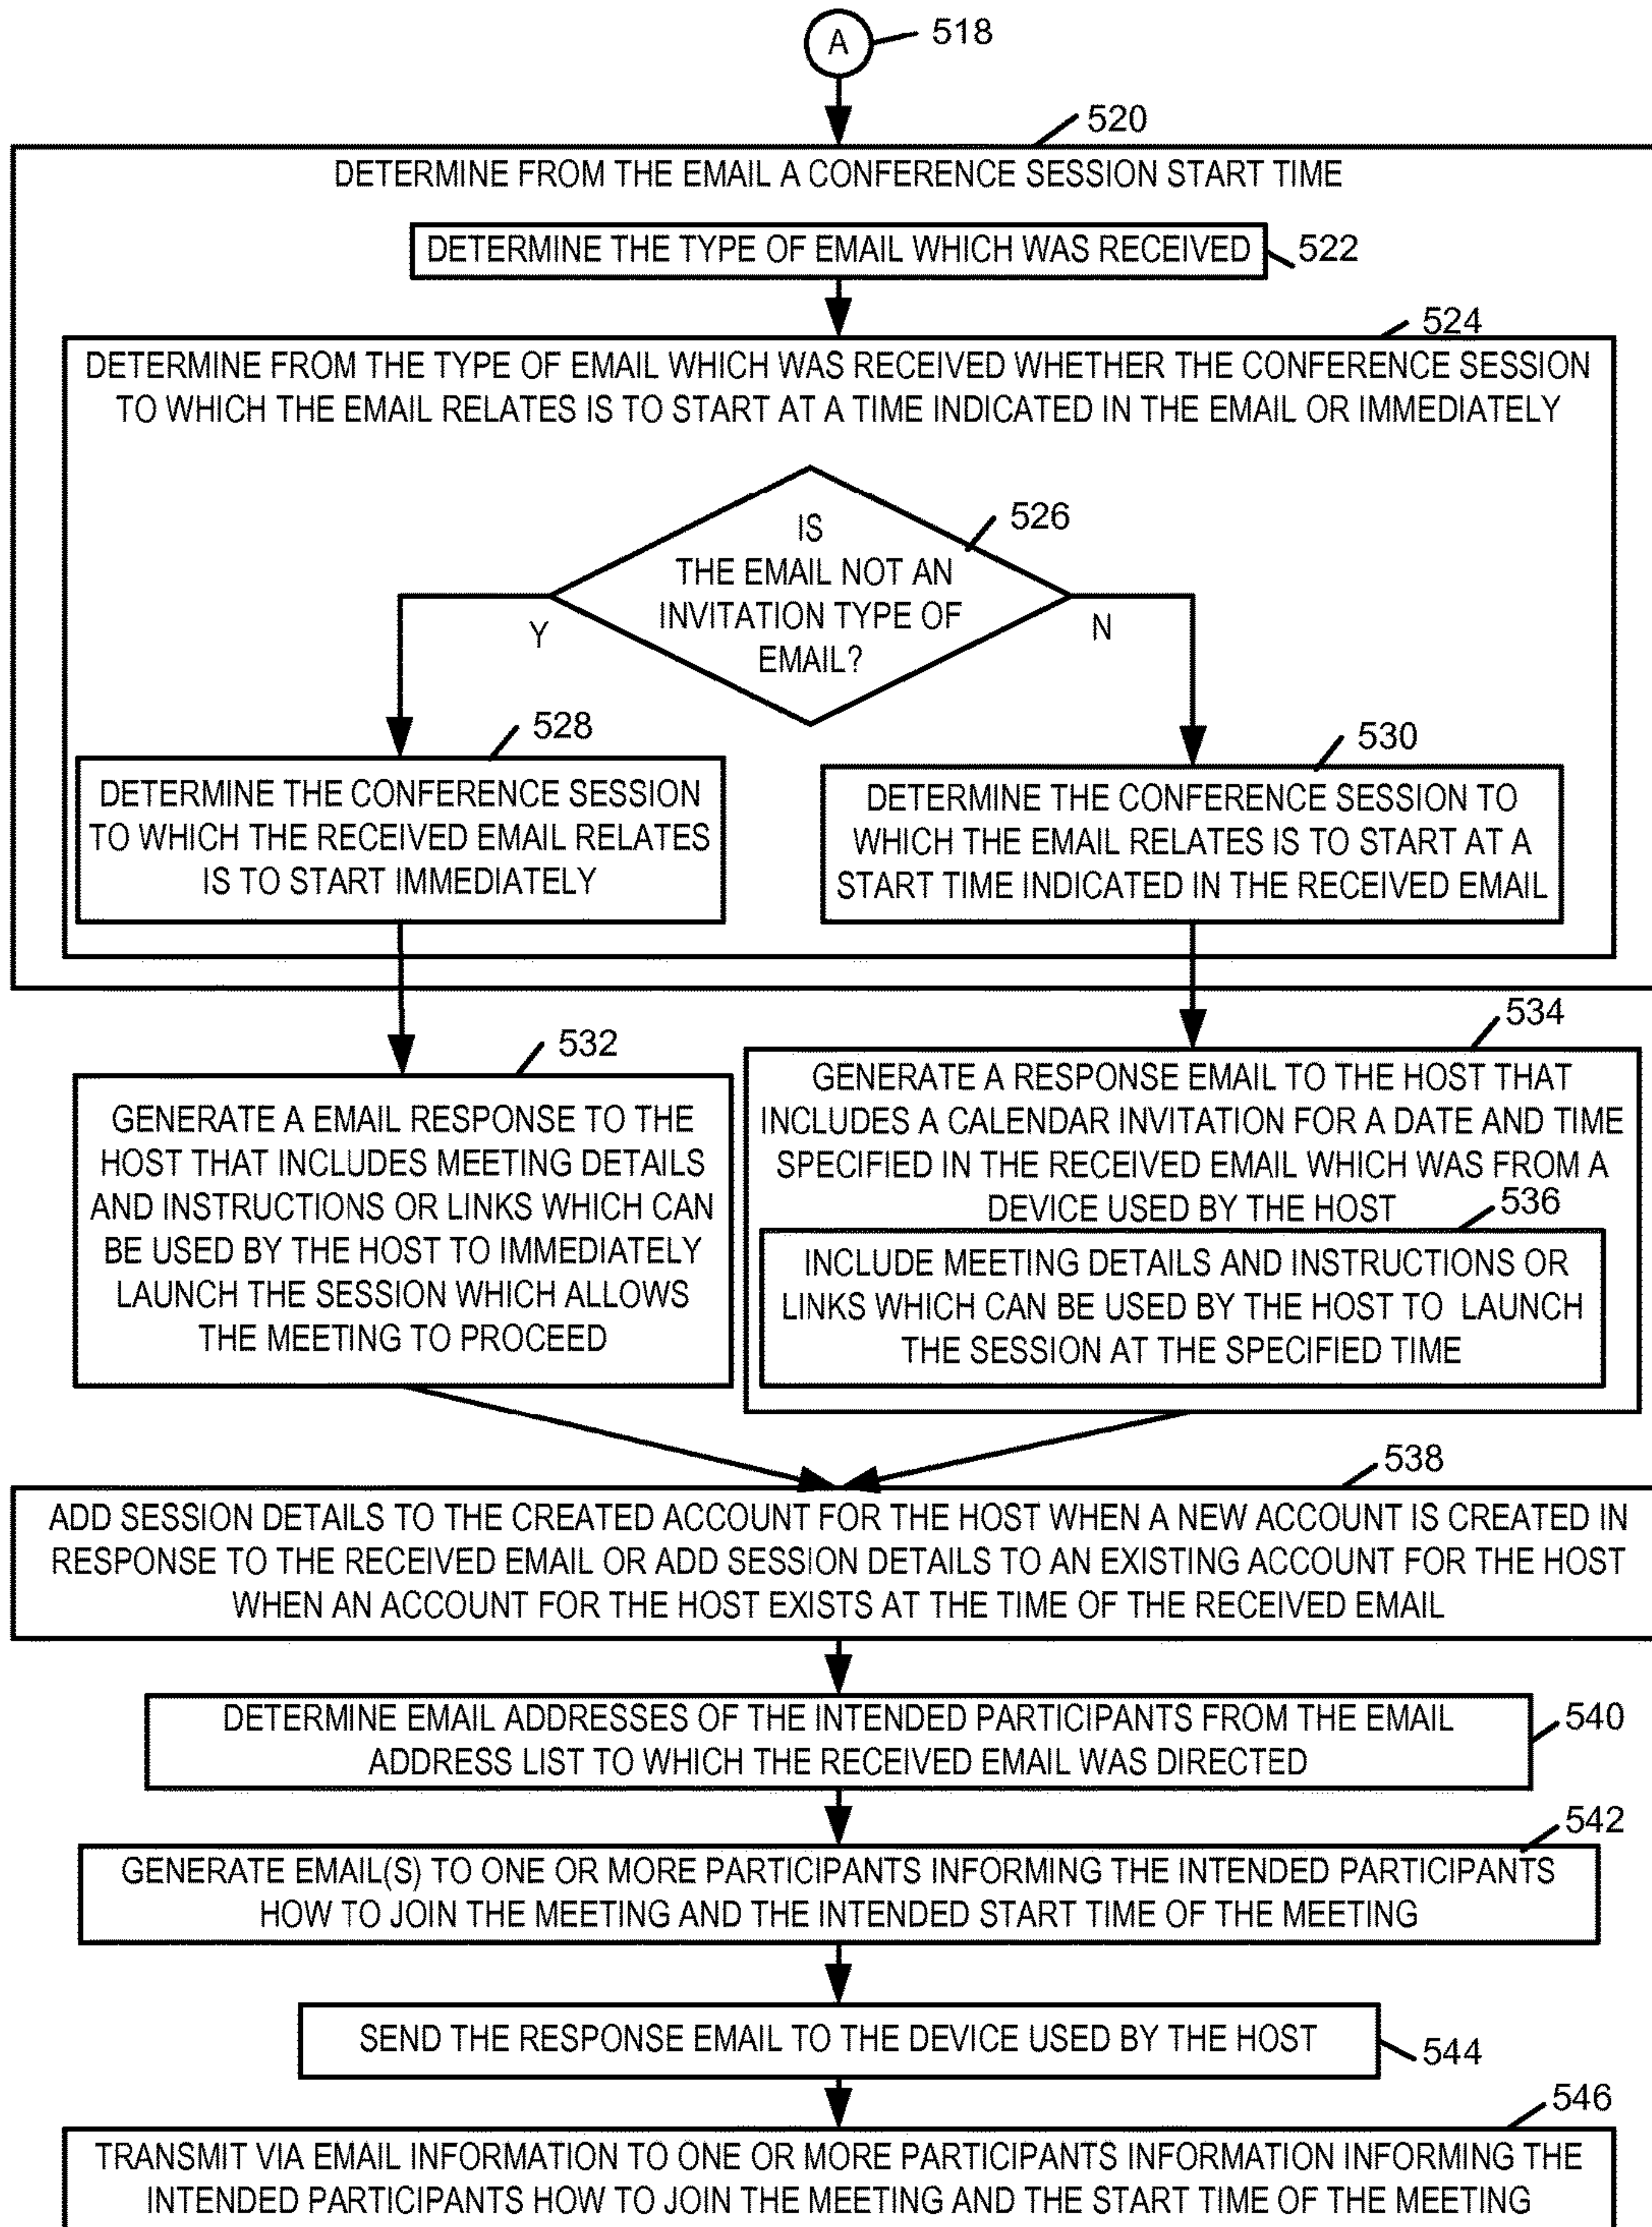 A
518
520
DETERMINE FROM THE EMAIL A CONFERENCE SESSION START TIME
DETERMINE THE TYPE OF EMAIL WHICH WAS RECEIVED
522
524
DETERMINE FROM THE TYPE OF EMAIL WHICH WAS RECEIVED WHETHER THE CONFERENCE SESSION
TO WHICH THE EMAIL RELATES IS TO START AT A TIME INDICATED IN THE EMAIL OR IMMEDIATELY
526
IS
THE EMAIL NOT AN
INVITATION TYPE OF
EMAIL?
Y
N
528
DETERMINE THE CONFERENCE SESSION
TO WHICH THE RECEIVED EMAIL RELATES
IS TO START IMMEDIATELY
530
DETERMINE THE CONFERENCE SESSION TO
WHICH THE EMAIL RELATES IS TO START AT A
START TIME INDICATED IN THE RECEIVED EMAIL
532
GENERATE A EMAIL RESPONSE TO THE
HOST THAT INCLUDES MEETING DETAILS
AND INSTRUCTIONS OR LINKS WHICH CAN
BE USED BY THE HOST TO IMMEDIATELY
LAUNCH THE SESSION WHICH ALLOWS
THE MEETING TO PROCEED
534
GENERATE A RESPONSE EMAIL TO THE HOST THAT
INCLUDES A CALENDAR INVITATION FOR A DATE AND TIME
SPECIFIED IN THE RECEIVED EMAIL WHICH WAS FROM A
DEVICE USED BY THE HOST
536
INCLUDE MEETING DETAILS AND INSTRUCTIONS OR
LINKS WHICH CAN BE USED BY THE HOST TO LAUNCH
THE SESSION AT THE SPECIFIED TIME
538
ADD SESSION DETAILS TO THE CREATED ACCOUNT FOR THE HOST WHEN A NEW ACCOUNT IS CREATED IN
RESPONSE TO THE RECEIVED EMAIL OR ADD SESSION DETAILS TO AN EXISTING ACCOUNT FOR THE HOST
WHEN AN ACCOUNT FOR THE HOST EXISTS AT THE TIME OF THE RECEIVED EMAIL
DETERMINE EMAIL ADDRESSES OF THE INTENDED PARTICIPANTS FROM THE EMAIL
ADDRESS LIST TO WHICH THE RECEIVED EMAIL WAS DIRECTED
540
542
GENERATE EMAIL(S) TO ONE OR MORE PARTICIPANTS INFORMING THE INTENDED PARTICIPANTS
HOW TO JOIN THE MEETING AND THE INTENDED START TIME OF THE MEETING
SEND THE RESPONSE EMAIL TO THE DEVICE USED BY THE HOST
544
546
TRANSMIT VIA EMAIL INFORMATION TO ONE OR MORE PARTICIPANTS INFORMATION INFORMING THE
INTENDED PARTICIPANTS HOW TO JOIN THE MEETING AND THE START TIME OF THE MEETING